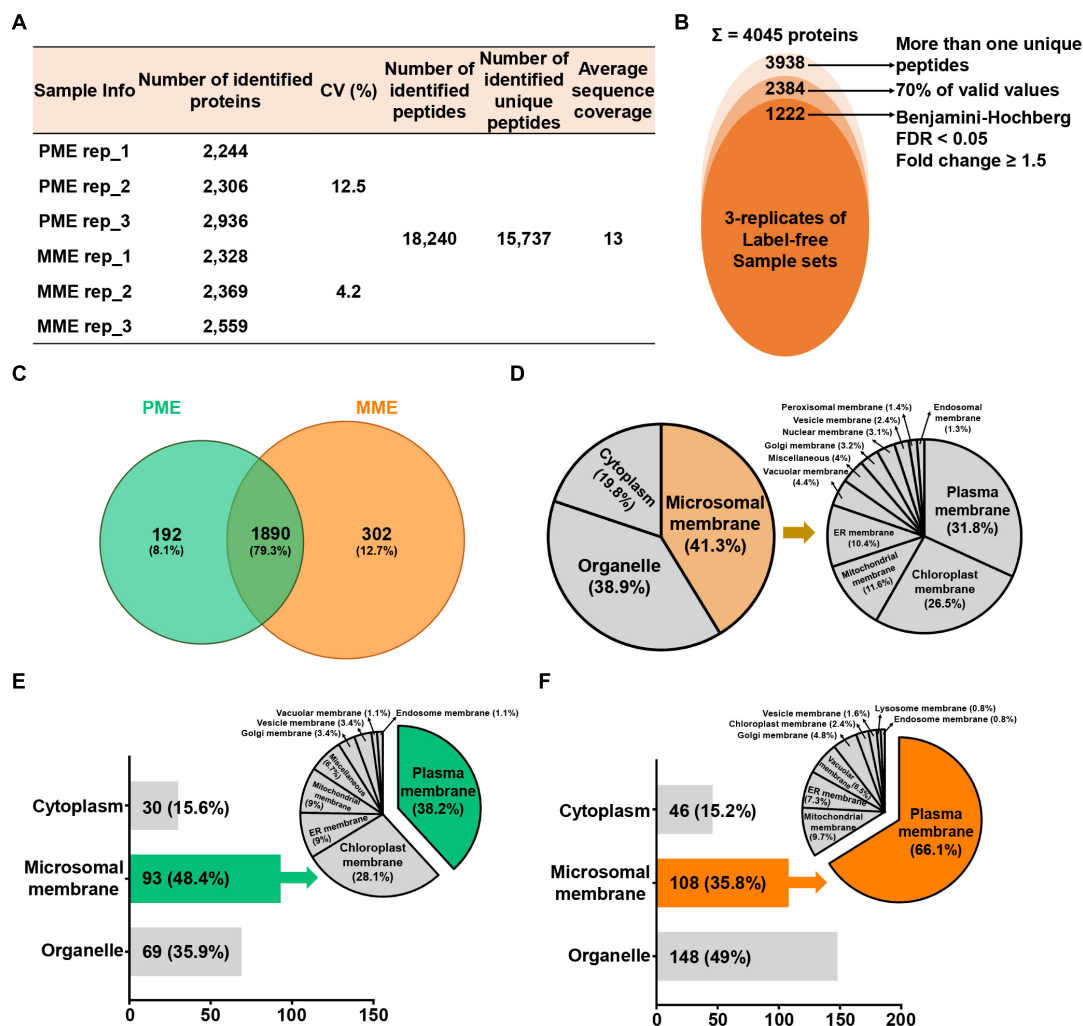 A
Sample Info
Number of identified
proteins
CV (%)
Number of
identified
peptides
Number of
identified
unique
peptides
Average
sequence
coverage
PME rep_1
2,244
PME rep_2
2,306
12.5
PME rep_3
2,936
18,240
15,737
13
MME rep_1
2,328
MME rep_2
2,369
4.2
MME rep_3
2,559
B
Σ = 4045 proteins
3938
More than one unique
peptides
2384
70% of valid values
1222
Benjamini-Hochberg
FDR < 0.05
Fold change ≥ 1.5
3-replicates of
Label-free
Sample sets
C
PME
MME
192
(8.1%)
1890
(79.3%)
302
(12.7%)
D
Cytoplasm
(19.8%)
Microsomal
membrane
(41.3%)
Organelle
(38.9%)
Peroxisomal membrane (1.4%)
Vesicle membrane (2.4%)
Nuclear membrane (3.1%)
Golgi membrane (3.2%)
Miscellaneous (4%)
Vacuolar membrane
(4.4%)
Endosomal
membrane
(1.3%)
Plasma
membrane
(31.8%)
ER membrane
(10.4%)
Mitochondrial
membrane
(11.6%)
Chloroplast
membrane
(26.5%)
E
Vacuolar membrane (1.1%)
Vesicle membrane (3.4%)
Golgi membrane (3.4%)
Endosome membrane (1.1%)
Miscellaneous
(6.7%)
Mitochondrial
membrane
(9%)
ER membrane
(9%)
Chloroplast
membrane
(28.1%)
Plasma
membrane
(38.2%)
Cytoplasm
30 (15.6%)
Microsomal
membrane
93 (48.4%)
Organelle
69 (35.9%)
0
50
100
150
F
Lysosome membrane (0.8%)
Vesicle membrane (1.6%)
Endosome membrane (0.8%)
Chloroplast membrane (2.4%)
Golgi membrane (4.8%)
Vacuolar
membrane
(6.5%)
ER membrane
(7.3%)
Mitochondrial
membrane
(9.7%)
Plasma
membrane
(66.1%)
Cytoplasm
46 (15.2%)
Microsomal
membrane
108 (35.8%)
Organelle
148 (49%)
0
50
100
150
200